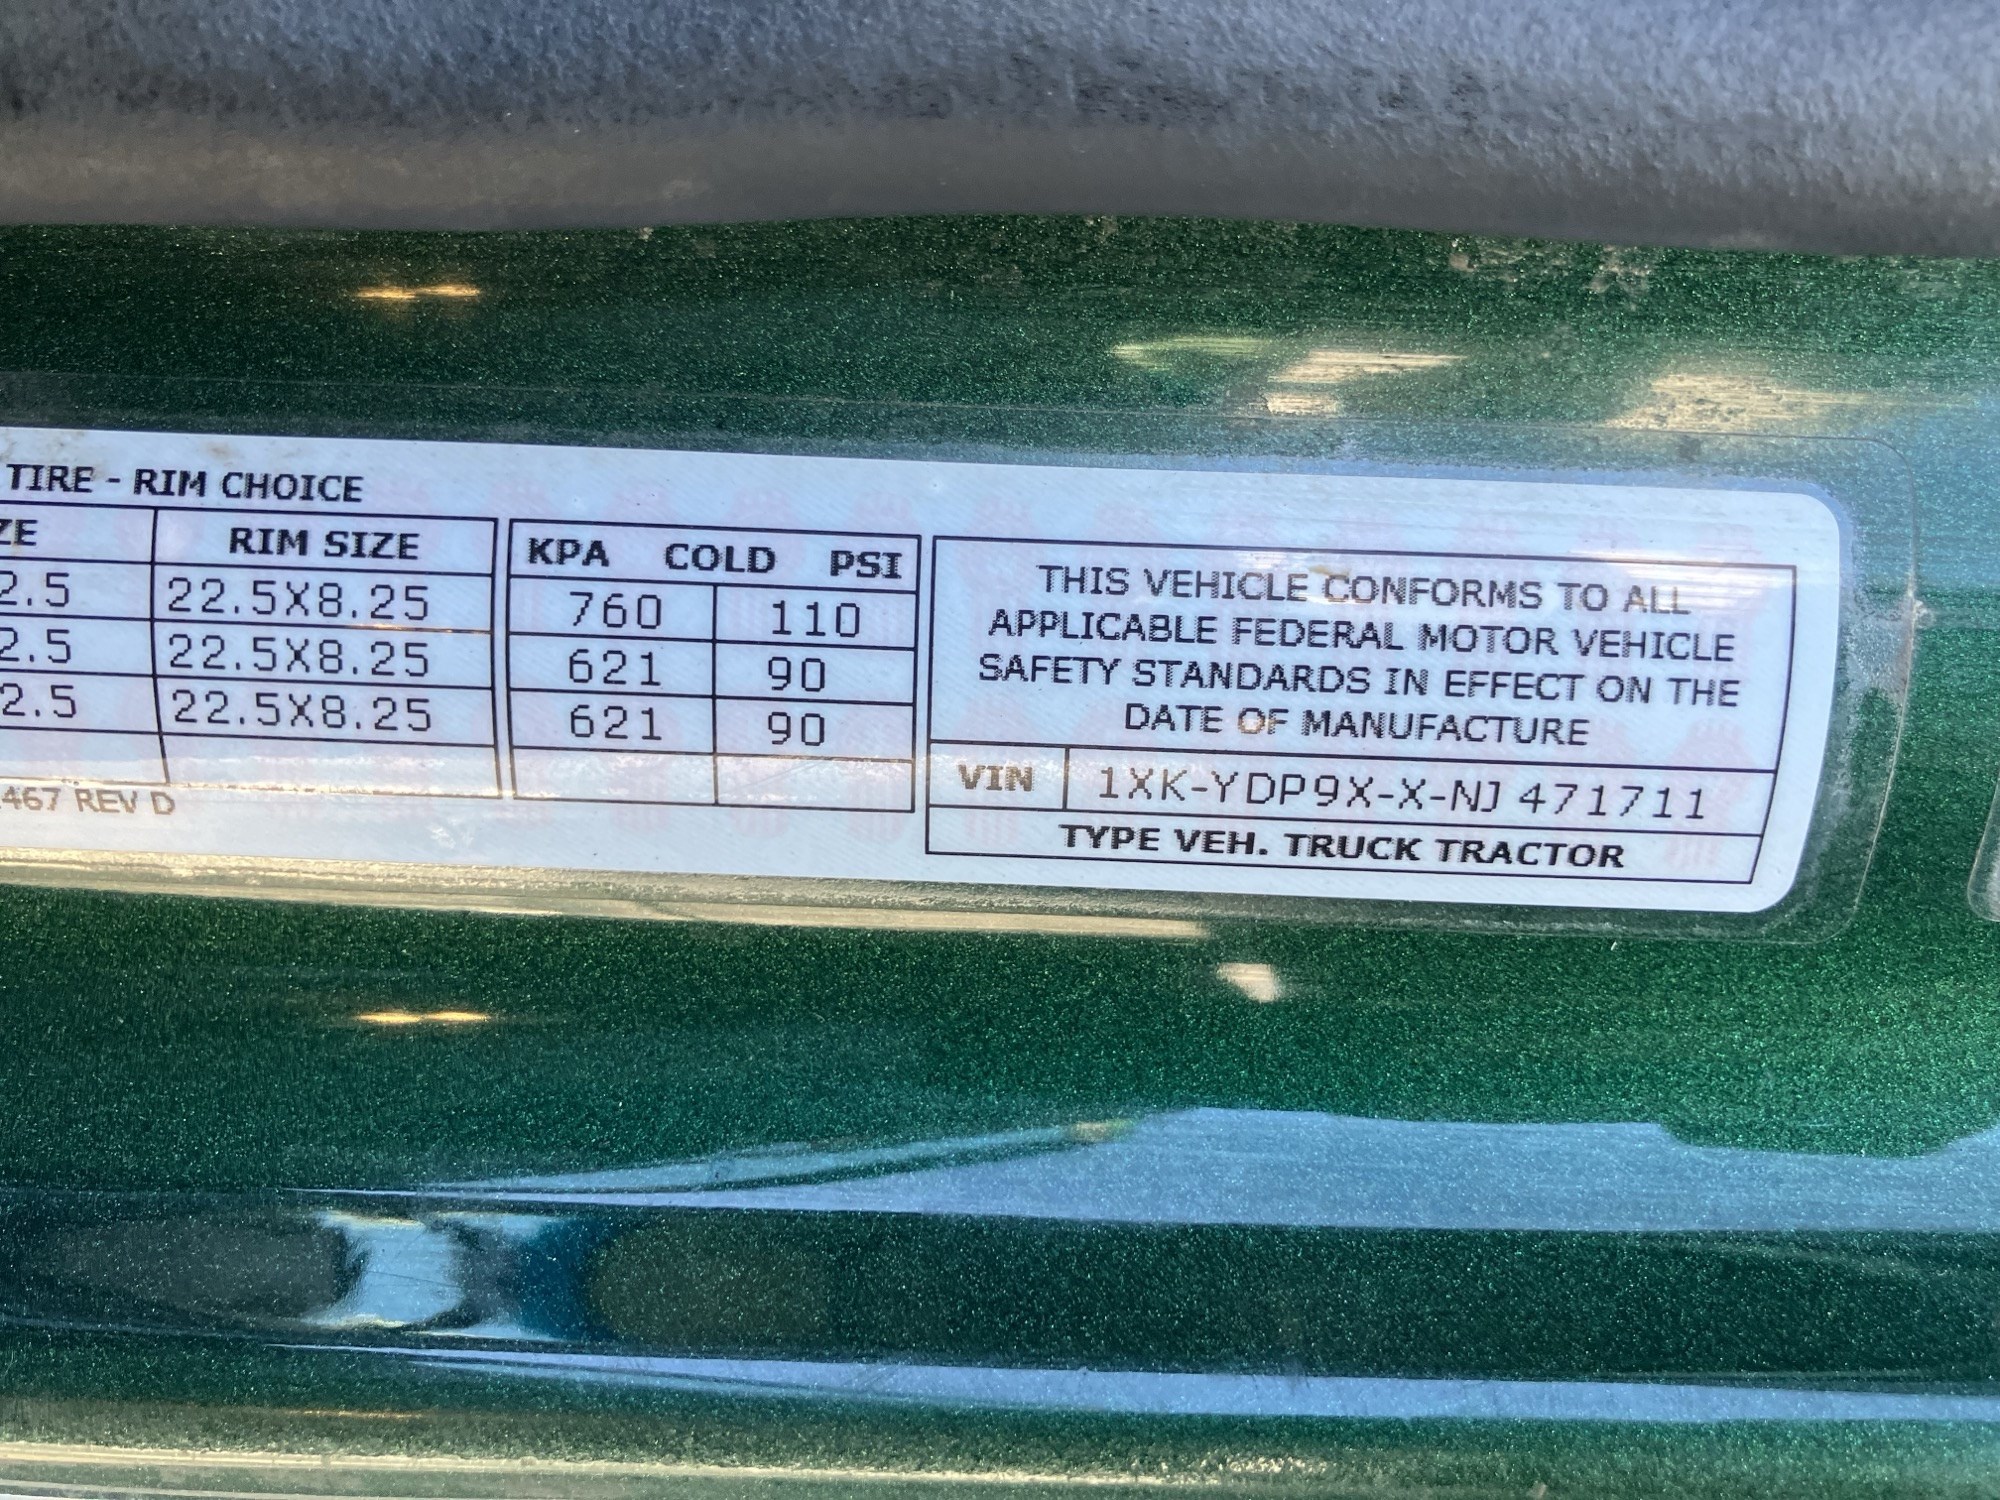 TIRE - RIM CHOICE
ZE RIM SIZE KPA COLD PSI
2.5 22.5X8.25 760 110
2.5 22.5X8.25 621 90
2.5 22.5X8.25 621 90
467 REV D
THIS VEHICLE CONFORMS TO ALL
APPLICABLE FEDERAL MOTOR VEHICLE
SAFETY STANDARDS IN EFFECT ON THE
DATE OF MANUFACTURE
VIN 1XK-YDP9X-X-NJ 471711
TYPE VEH. TRUCK TRACTOR